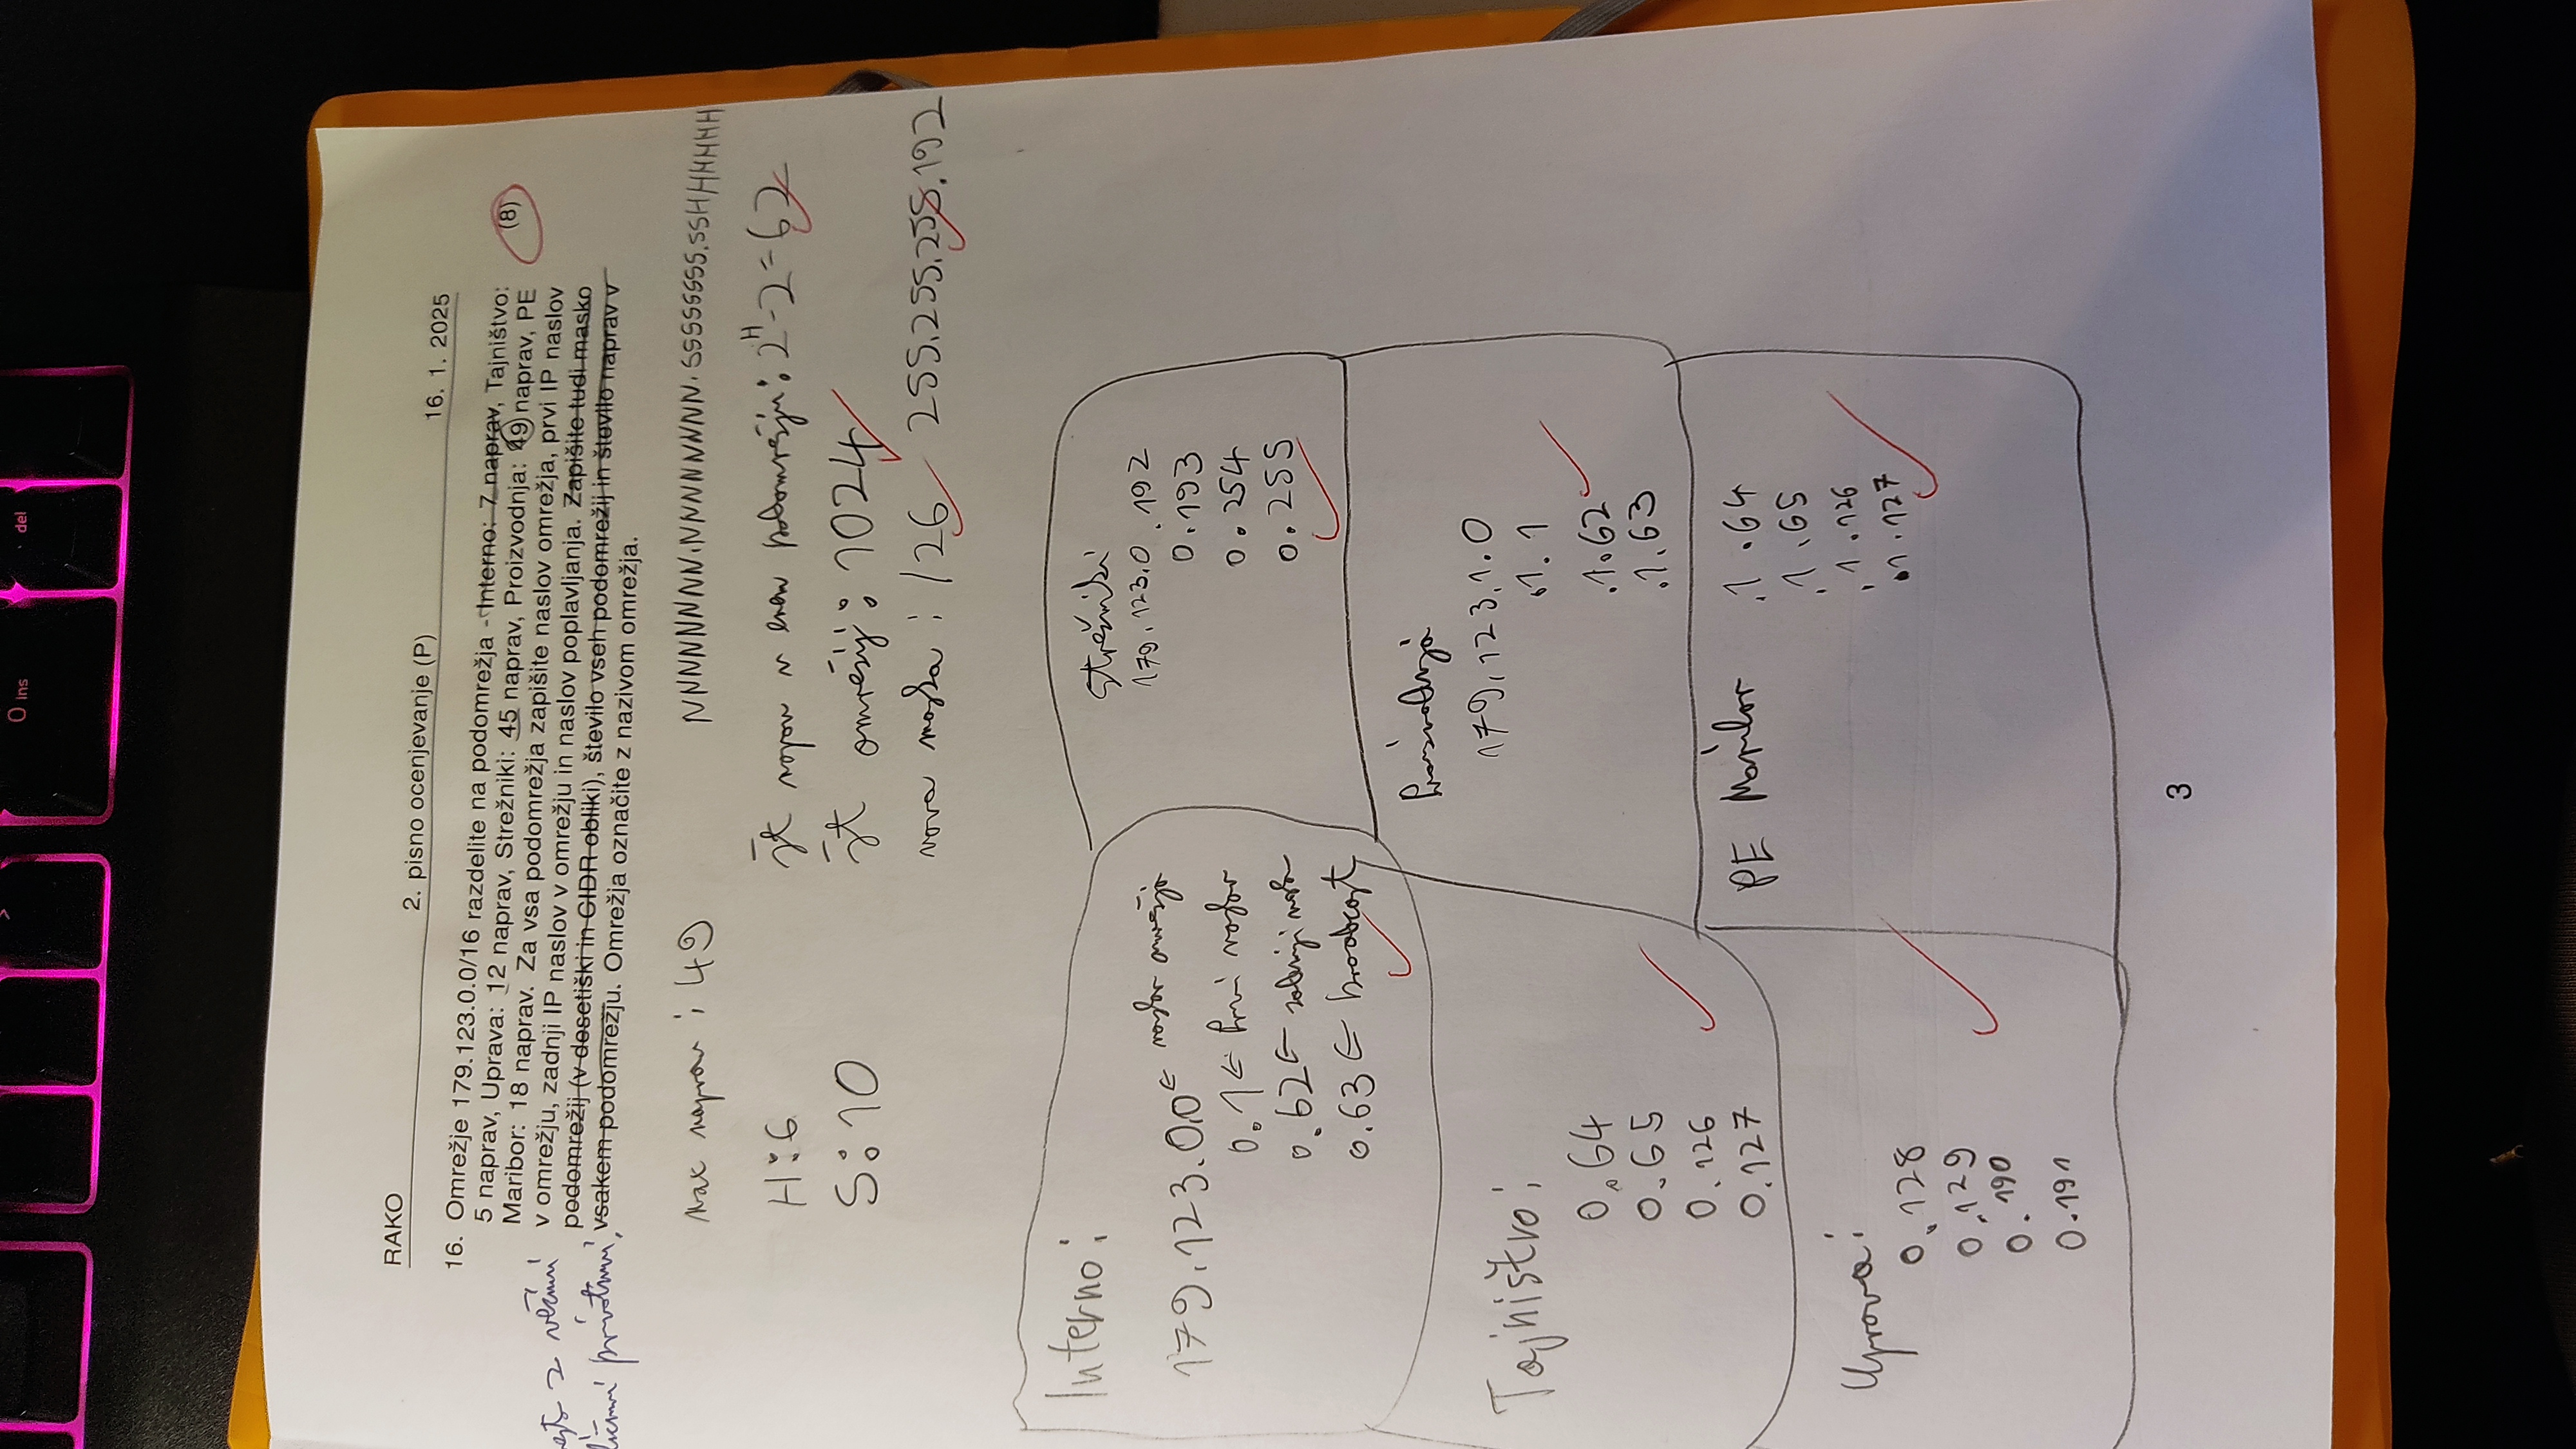 0 ins
del
RAKO
2. pisno ocenjevanje (P)
16. 1. 2025
16. Omrežje 179.123.0.0/16 razdelite na podomrežja - Interno: 7 naprav, Tajništvo:
5 naprav, Uprava: 12 naprav, Strežniki: 45 naprav, Proizvodnja: 49 naprav, PE
Maribor: 18 naprav. Za vsa podomrežja zapišite naslov omrežja, prvi IP naslov
v omrežju, zadnji IP naslov v omrežju in naslov poplavljanja. Zapišite tudi masko
podomrežij (v desetiški in CIDR obliki), število vseh podomrežij in število naprav v
vsakem podomrežju. Omrežja označite z nazivom omrežja.
(8)
z večimi
max naprav : 49
NNNNNNNN.NNNNNNNN.SSSSSSSS.SSHHHHHH
H:6
št naprav v enem podomrežju: 2^H-2=62
S:10
št omrežij: 1024
nova maska : /26 255.255.255.192
Interno:
179.123.0.0 ← naslov omrežja
0.1 ← prvi naslov
0.62 ← zadnji naslov
0.63 ← broadcast
Strežniki
179.123.0.192
0.193
0.254
0.255
Tajništvo:
0.64
0.65
0.126
0.127
Proizvodnja
179.123.1.0
.1.1
.1.62
.1.63
Uprava:
0.128
0.129
0.190
0.191
PE Maribor .1.64
.1.65
.1.126
.1.127
3